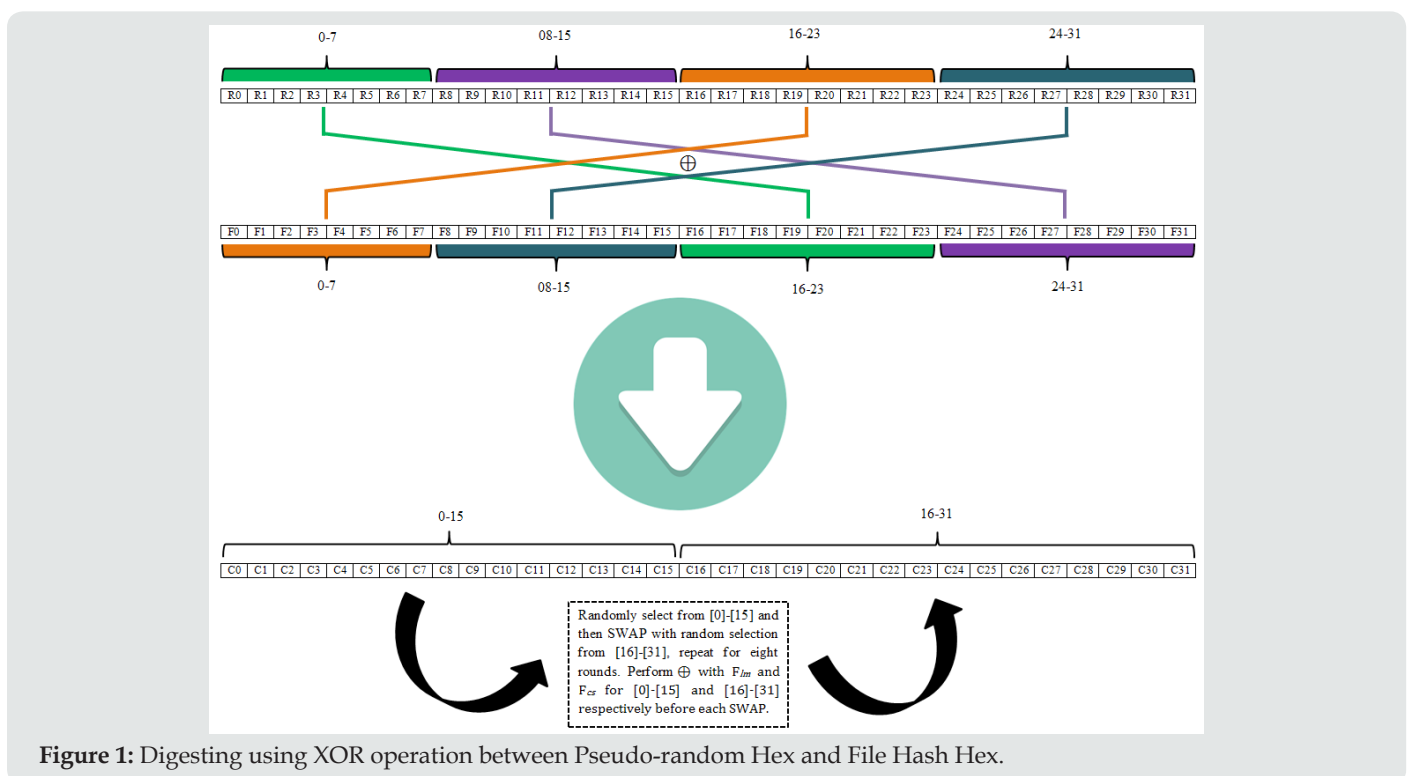 0-7 08-15 16-23 24-31
R0 R1 R2 R3 R4 R5 R6 R7 R8 R9 R10 R11 R12 R13 R14 R15 R16 R17 R18 R19 R20 R21 R22 R23 R24 R25 R26 R27 R28 R29 R30 R31
⊕
F0 F1 F2 F3 F4 F5 F6 F7 F8 F9 F10 F11 F12 F13 F14 F15 F16 F17 F18 F19 F20 F21 F22 F23 F24 F25 F26 F27 F28 F29 F30 F31
0-7 08-15 16-23 24-31
0-15 16-31
C0 C1 C2 C3 C4 C5 C6 C7 C8 C9 C10 C11 C12 C13 C14 C15 C16 C17 C18 C19 C20 C21 C22 C23 C24 C25 C26 C27 C28 C29 C30 C31
Randomly select from [0]-[15] and
then SWAP with random selection
from [16]-[31], repeat for eight
rounds. Perform ⊕ with Flm and
Fcs for [0]-[15] and [16]-[31]
respectively before each SWAP.
Figure 1: Digesting using XOR operation between Pseudo-random Hex and File Hash Hex.